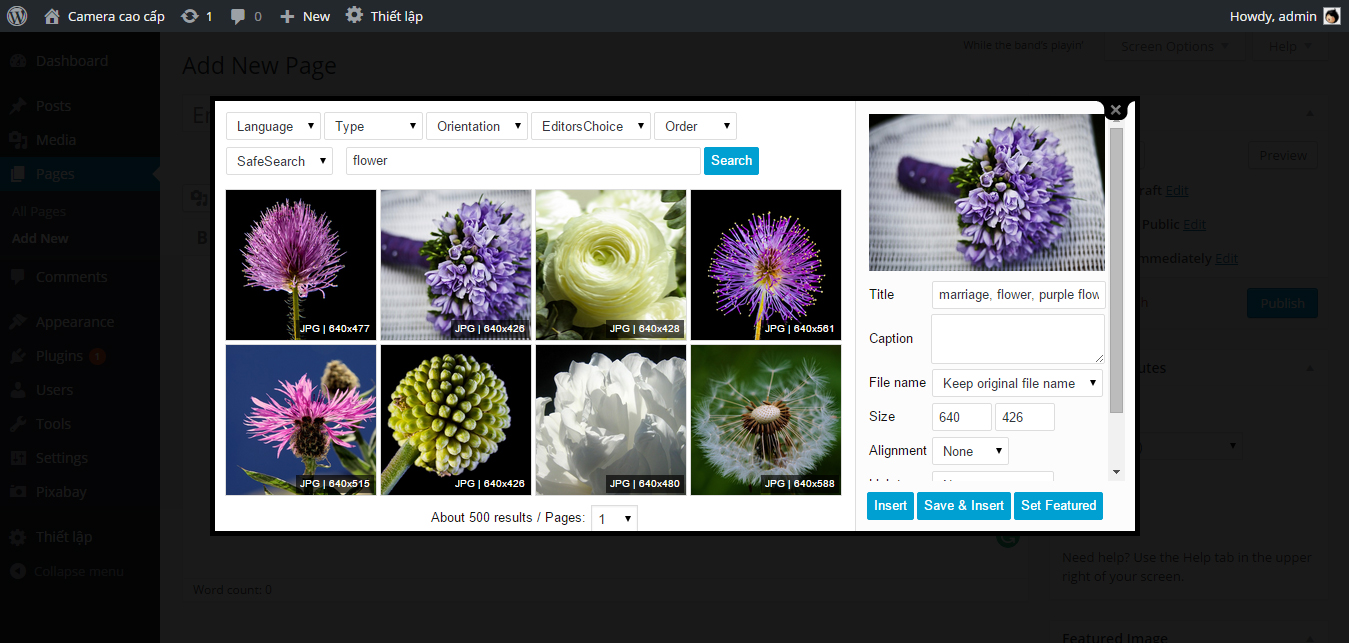 Camera cao cấp 1 0 New Thiết lập Howdy, admin
Dashboard
Posts
Media
Pages
All Pages
Add New
Comments
Appearance
Plugins 1
Users
Tools
Settings
Pixabay
Thiết lập
Collapse menu
While the band's playin'
Screen Options
Help
Add New Page
Language Type Orientation EditorsChoice Order
SafeSearch flower Search
JPG | 640x477
JPG | 640x426
JPG | 640x428
JPG | 640x561
JPG | 640x515
JPG | 640x426
JPG | 640x480
JPG | 640x588
About 500 results / Pages: 1
Title marriage, flower, purple flow
Caption
File name Keep original file name
Size 640 426
Alignment None
Insert Save & Insert Set Featured
Preview
Edit
Public Edit
Edit
Publish
B
Word count: 0
Need help? Use the Help tab in the upper
right of your screen.
Featured Image